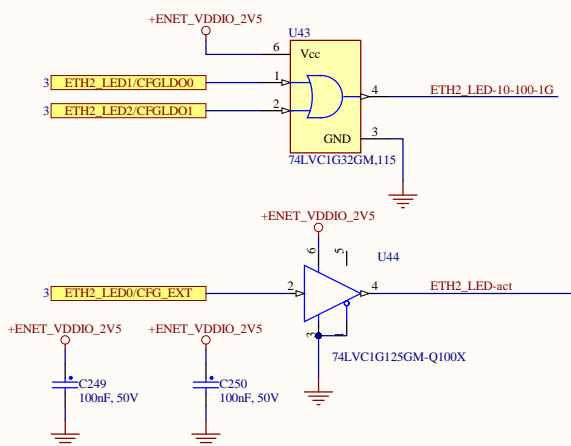 +ENET_VDDIO_2V5
U43
6
Vcc
3
ETH2_LED1/CFGLDO0
1
3
ETH2_LED2/CFGLDO1
2
4
ETH2_LED-10-100-1G
GND
3
74LVC1G32GM,115
+ENET_VDDIO_2V5
6
5
U44
3
ETH2_LED0/CFG_EXT
2
4
ETH2_LED-act
3
1
74LVC1G125GM-Q100X
+ENET_VDDIO_2V5
+ENET_VDDIO_2V5
C249
100nF, 50V
C250
100nF, 50V